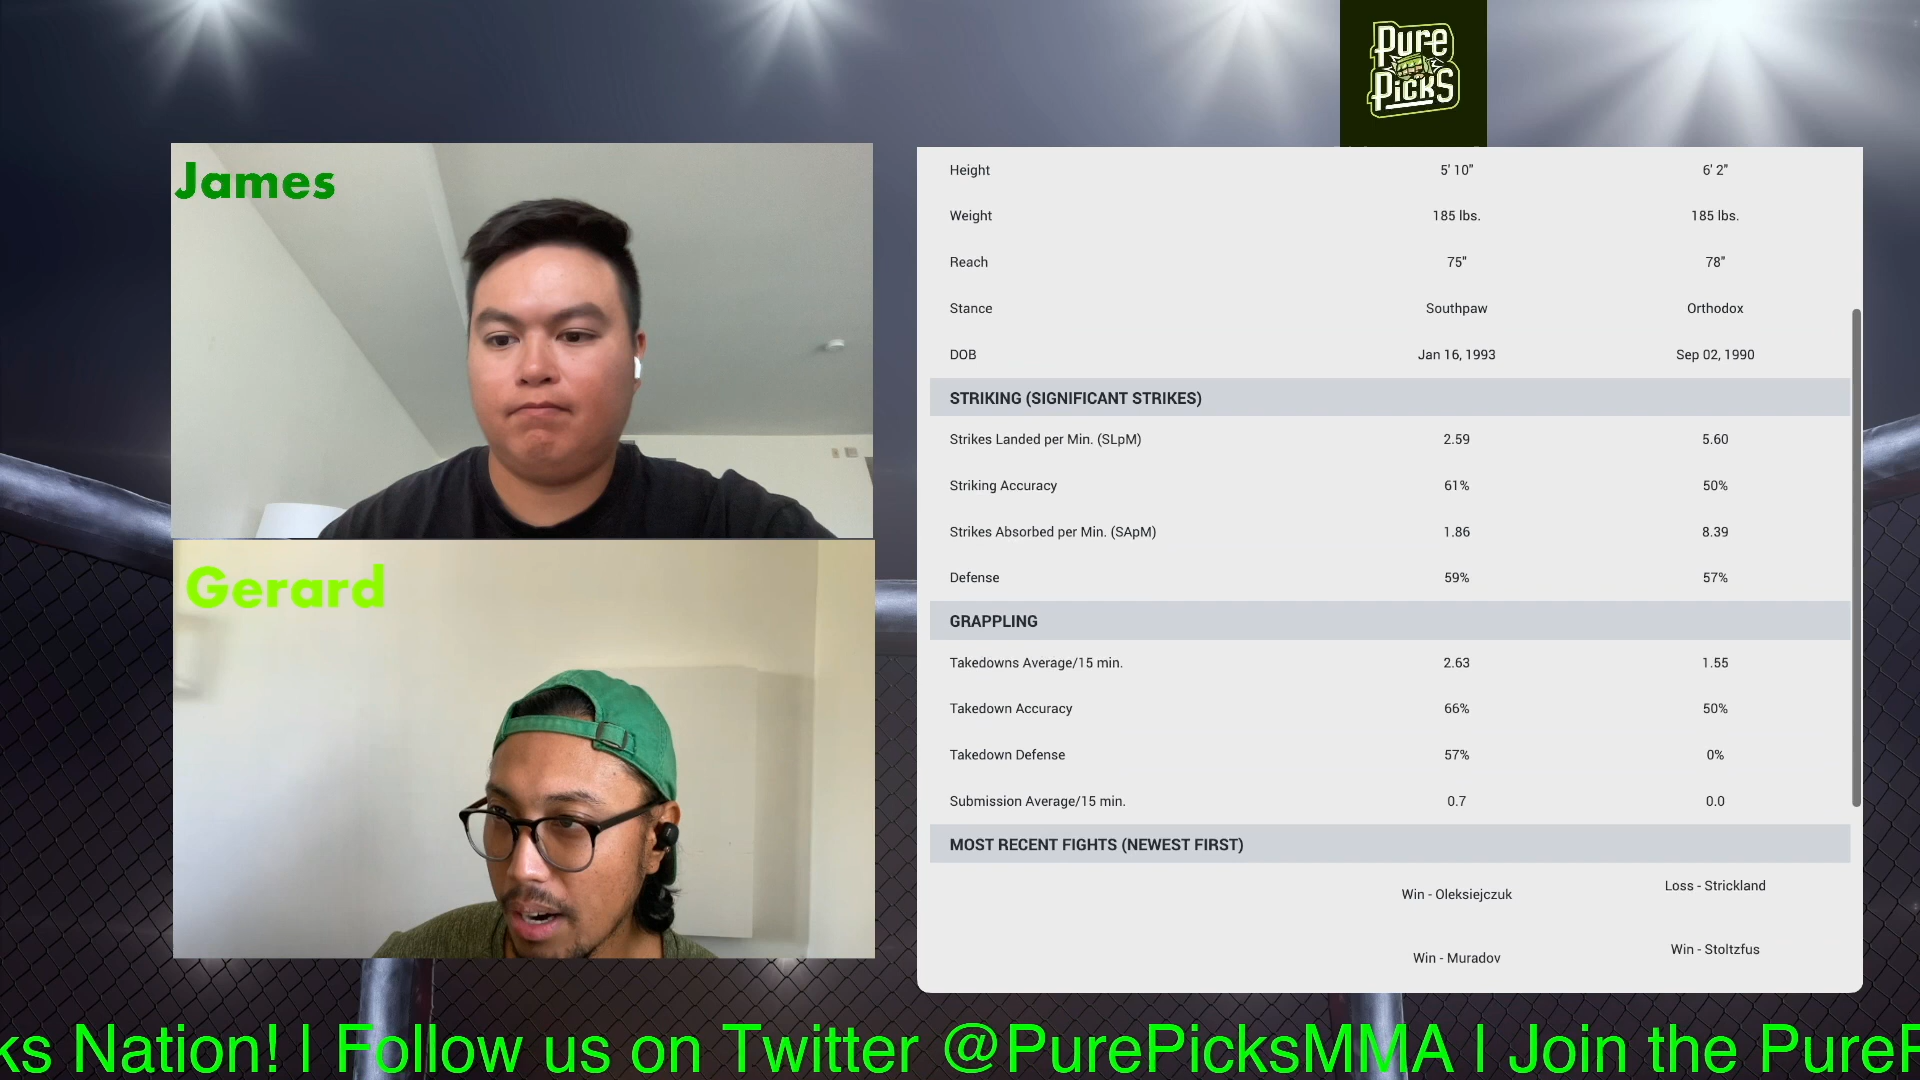 Pure
Picks
James
Gerard
Height 5' 10" 6' 2"
Weight 185 lbs. 185 lbs.
Reach 75" 78"
Stance Southpaw Orthodox
DOB Jan 16, 1993 Sep 02, 1990
STRIKING (SIGNIFICANT STRIKES)
Strikes Landed per Min. (SLpM) 2.59 5.60
Striking Accuracy 61% 50%
Strikes Absorbed per Min. (SApM) 1.86 8.39
Defense 59% 57%
GRAPPLING
Takedowns Average/15 min. 2.63 1.55
Takedown Accuracy 66% 50%
Takedown Defense 57% 0%
Submission Average/15 min. 0.7 0.0
MOST RECENT FIGHTS (NEWEST FIRST)
Win - Oleksiejczuk Loss - Strickland
Win - Muradov Win - Stoltzfus
ks Nation! I Follow us on Twitter @PurePicksMMA I Join the PureP